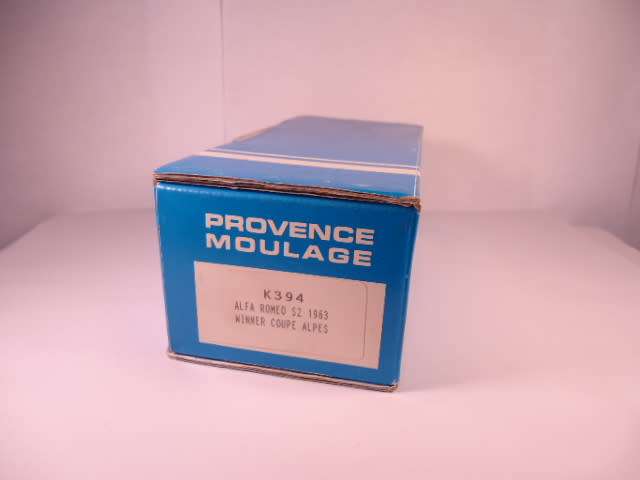 PROVENCE
MOULAGE
K394
ALFA ROMEO SZ 1963
WINNER COUPE ALPES